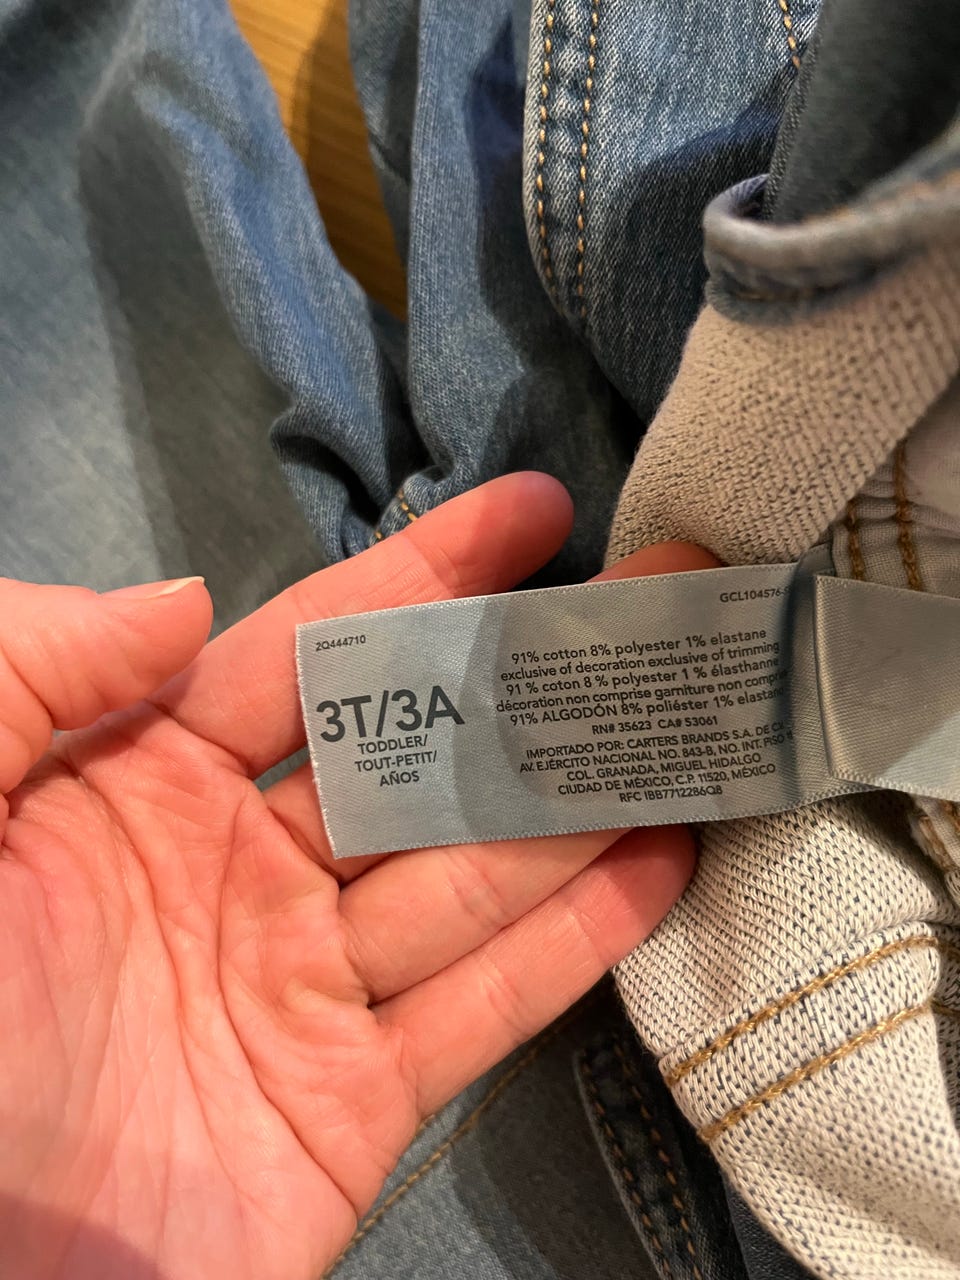 2Q444710
GCL104576-
3T/3A
TODDLER/
TOUT-PETIT/
AÑOS
91% cotton 8% polyester 1% elastane
exclusive of decoration exclusive of trimming
91 % coton 8 % polyester 1 % élasthanne
décoration non comprise garniture non
91% ALGODÓN 8% poliéster 1%
RN# 35623 CA# 53061
IMPORTADO POR: CARTERS BRANDS S.A. DE
AV. EJÉRCITO NACIONAL NO. 843-B, NO. INT. PISO
COL. GRANADA, MIGUEL HIDALGO
CIUDAD DE MÉXICO, C.P. 11520, MÉXICO
RFC IBB7712286Q8